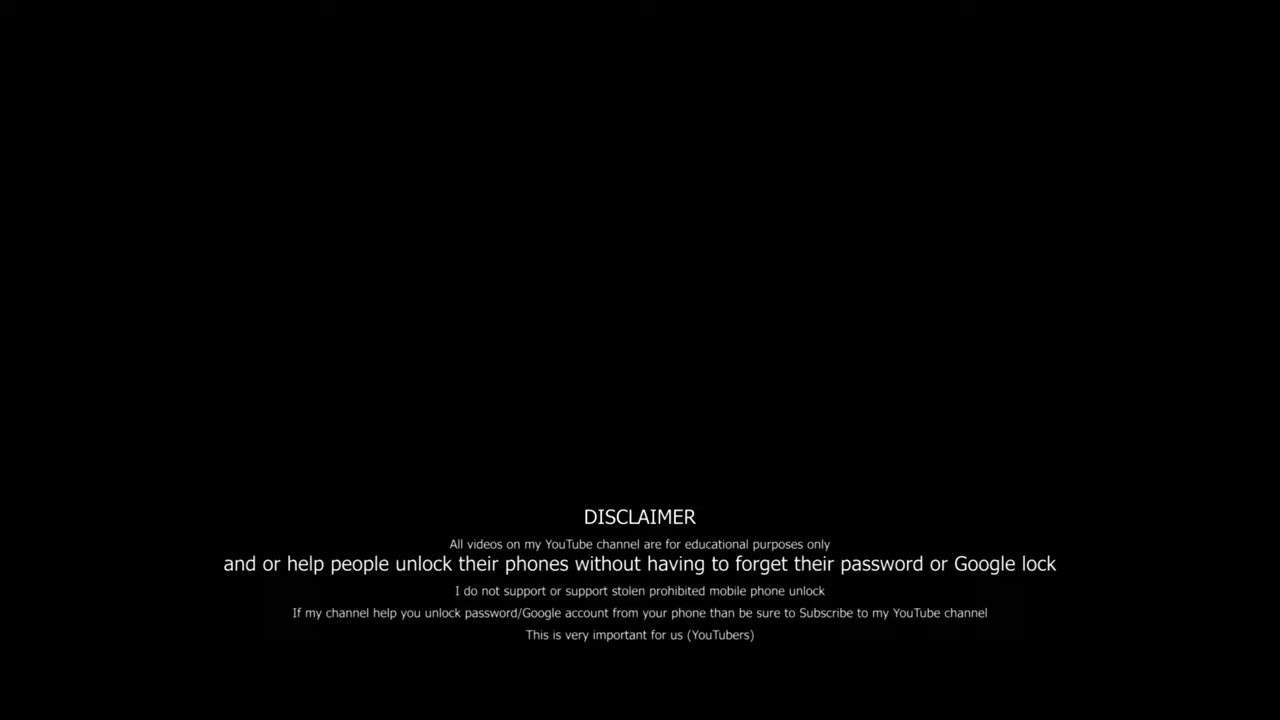 DISCLAIMER
All videos on my YouTube channel are for educational purposes only
and or help people unlock their phones without having to forget their password or Google lock
I do not support or support stolen prohibited mobile phone unlock
If my channel help you unlock password/Google account from your phone than be sure to Subscribe to my YouTube channel
This is very important for us (YouTubers)